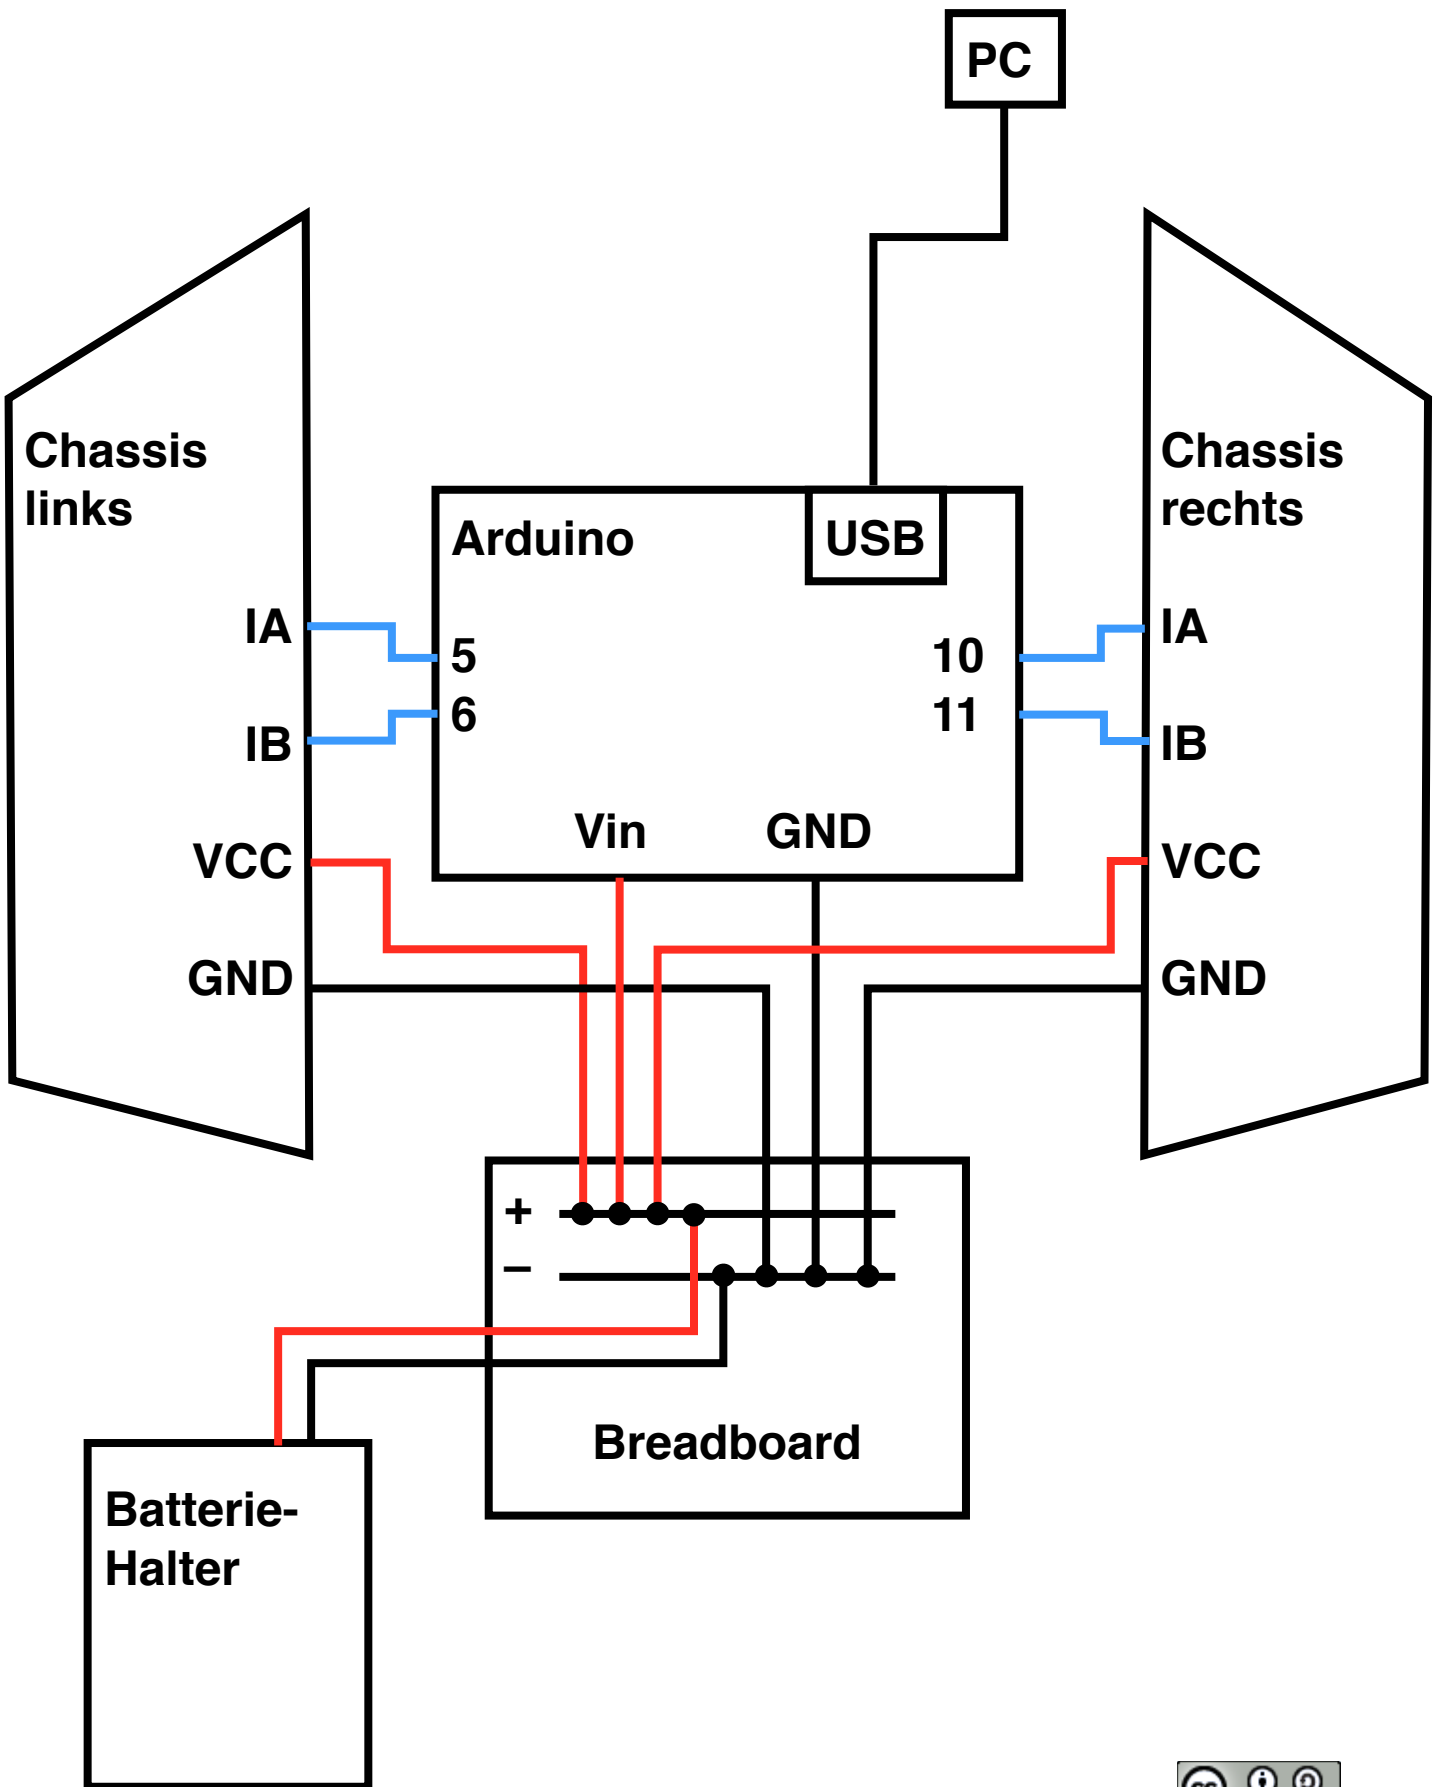 PC
Chassis
links
Chassis
rechts
Arduino
USB
IA
5
10
IA
6
11
IB
IB
Vin
GND
VCC
VCC
GND
GND
+
–
Breadboard
Batterie-
Halter
cc